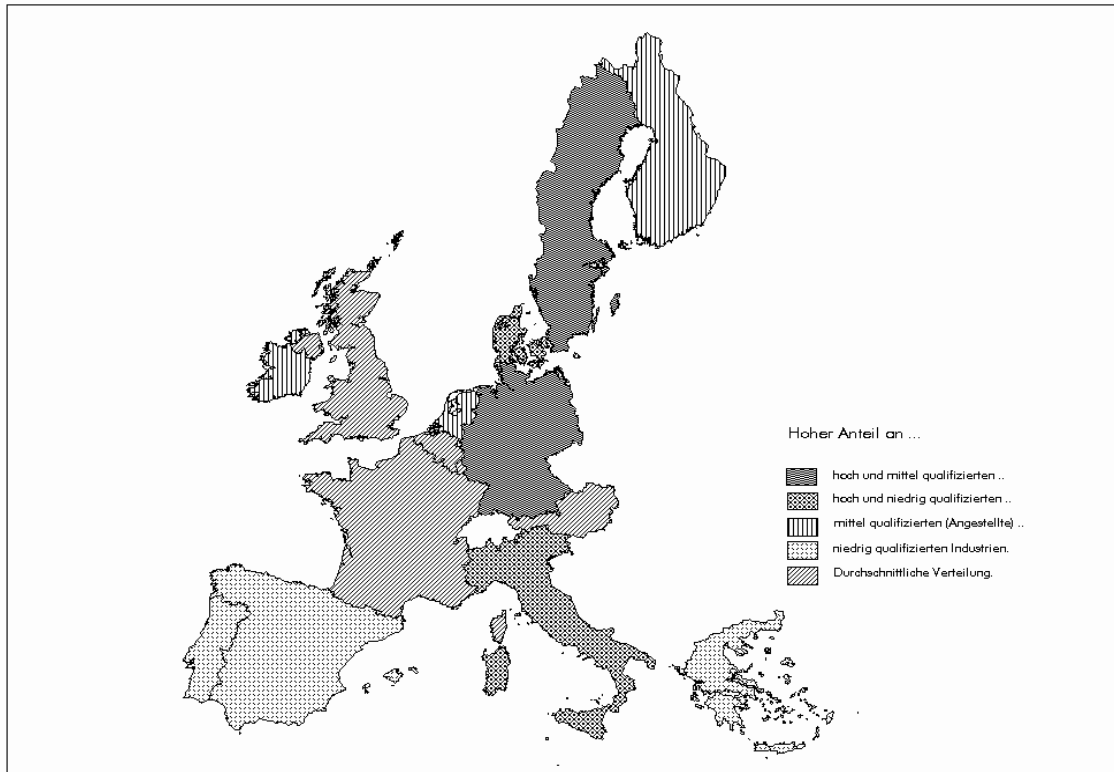 Hoher Anteil an ...
hoch und mittel qualifizierten ..
hoch und niedrig qualifizierten ..
mittel qualifizierten (Angestellte) ..
niedrig qualifizierten Industrien.
Durchschnittliche Verteilung.